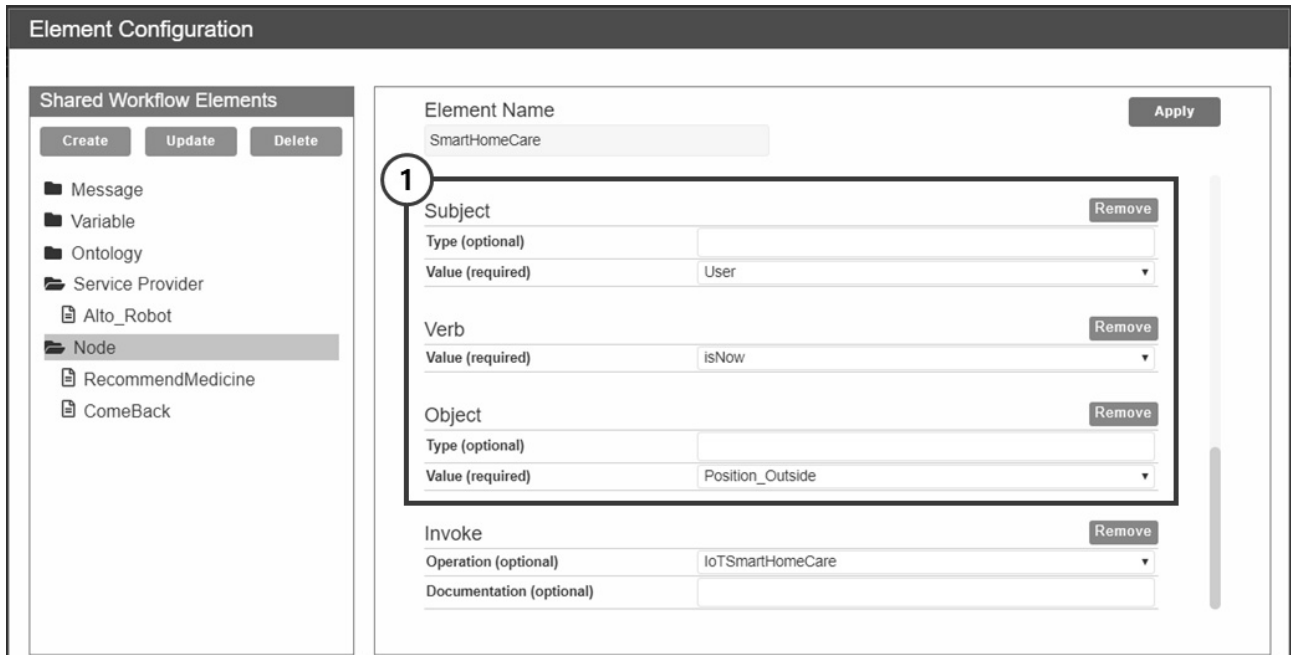 Element Configuration
Shared Workflow Elements
Create Update Delete
Message
Variable
Ontology
Service Provider
Alto_Robot
Node
RecommendMedicine
ComeBack
Element Name
Apply
SmartHomeCare
1
Subject
Remove
Type (optional)
Value (required) User
Verb
Remove
Value (required) isNow
Object
Remove
Type (optional)
Value (required) Position_Outside
Invoke
Remove
Operation (optional) IoTSmartHomeCare
Documentation (optional)